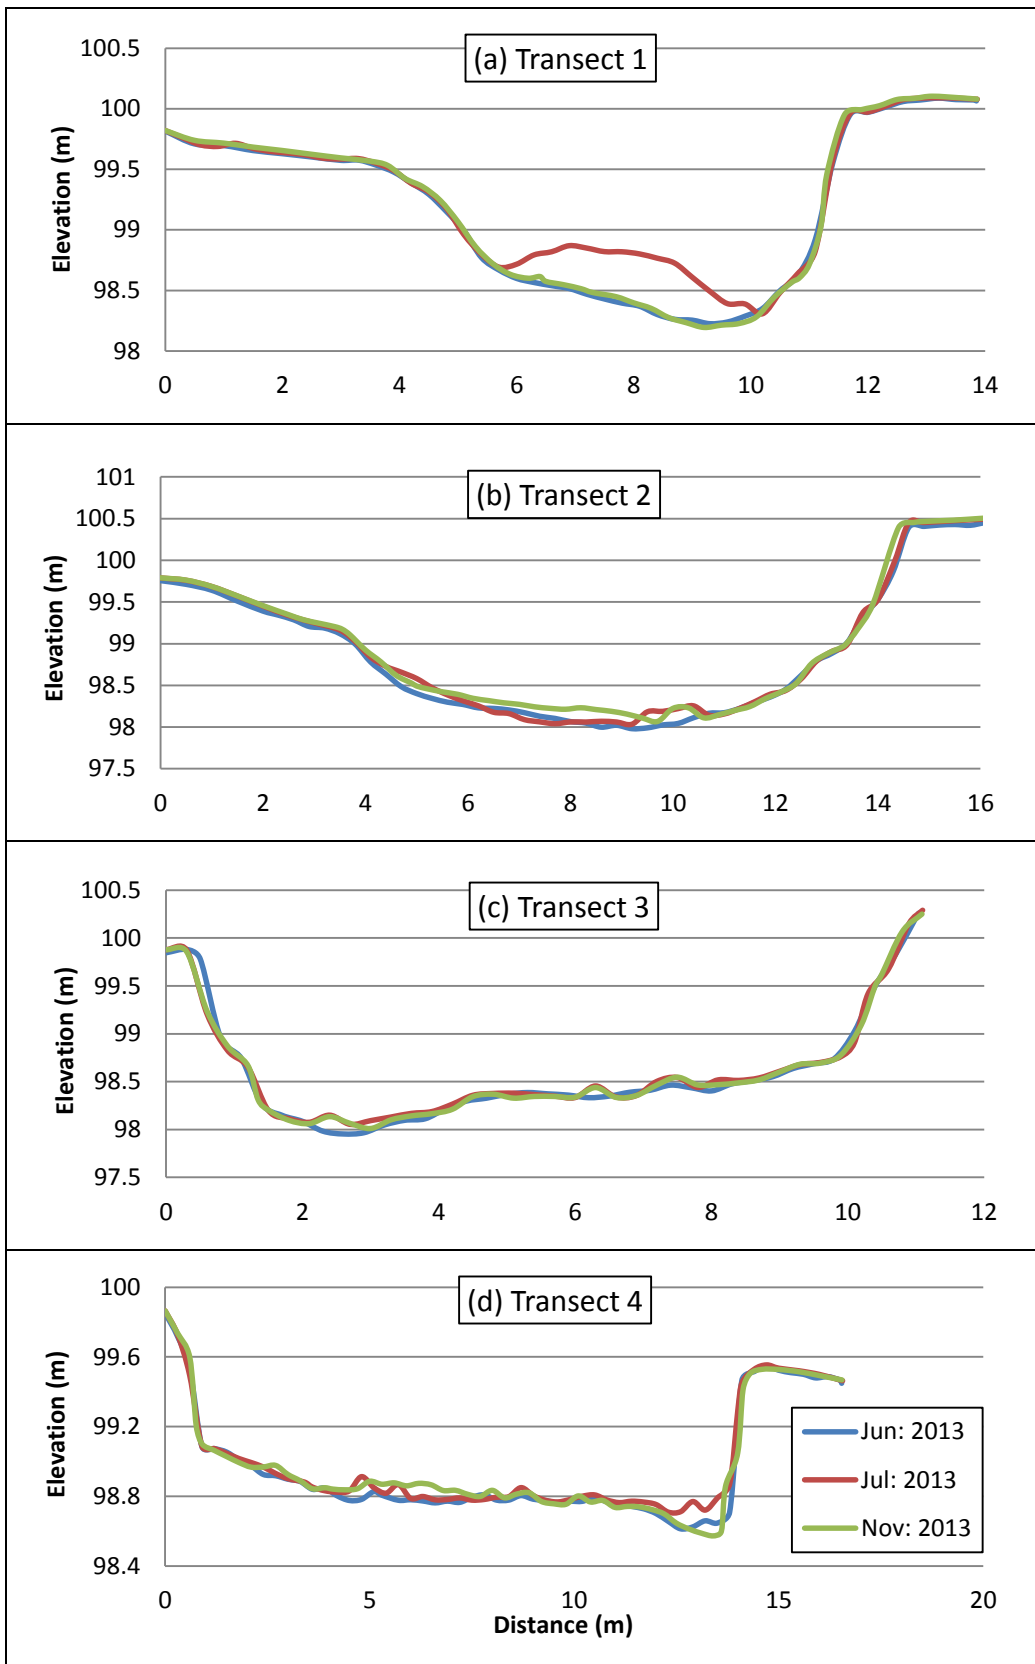 (a) Transect 1
Elevation (m)
100.5
100
99.5
99
98.5
98
0 2 4 6 8 10 12 14
(b) Transect 2
Elevation (m)
101
100.5
100
99.5
99
98.5
98
97.5
0 2 4 6 8 10 12 14 16
(c) Transect 3
Elevation (m)
100.5
100
99.5
99
98.5
98
97.5
0 2 4 6 8 10 12
(d) Transect 4
Elevation (m)
100
99.6
99.2
98.8
98.4
Jun: 2013
Jul: 2013
Nov: 2013
0 5 10 15 20
Distance (m)